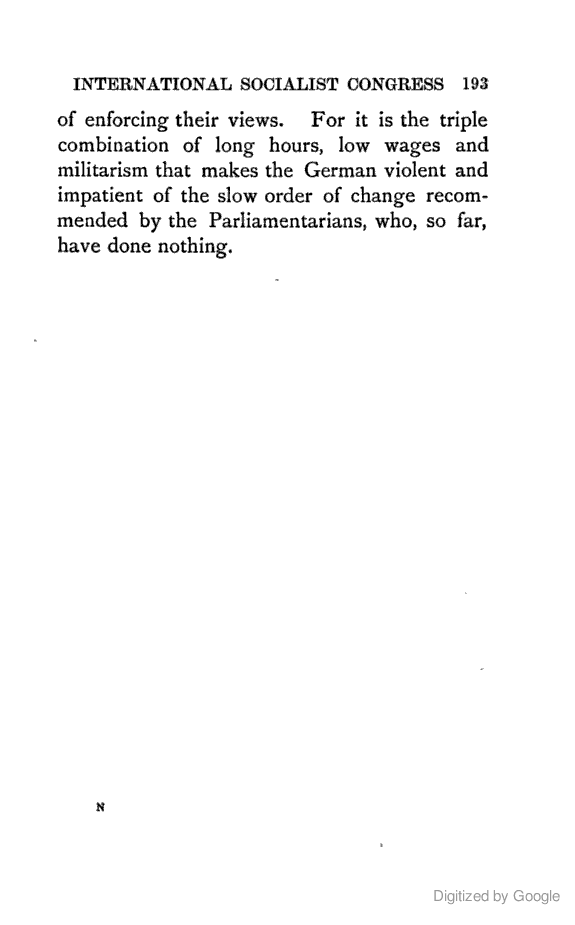 INTERNATIONAL SOCIALIST CONGRESS 193
of enforcing their views. For it is the triple
combination of long hours, low wages and
militarism that makes the German violent and
impatient of the slow order of change recom-
mended by the Parliamentarians, who, so far,
have done nothing.
N
Digitized by Google